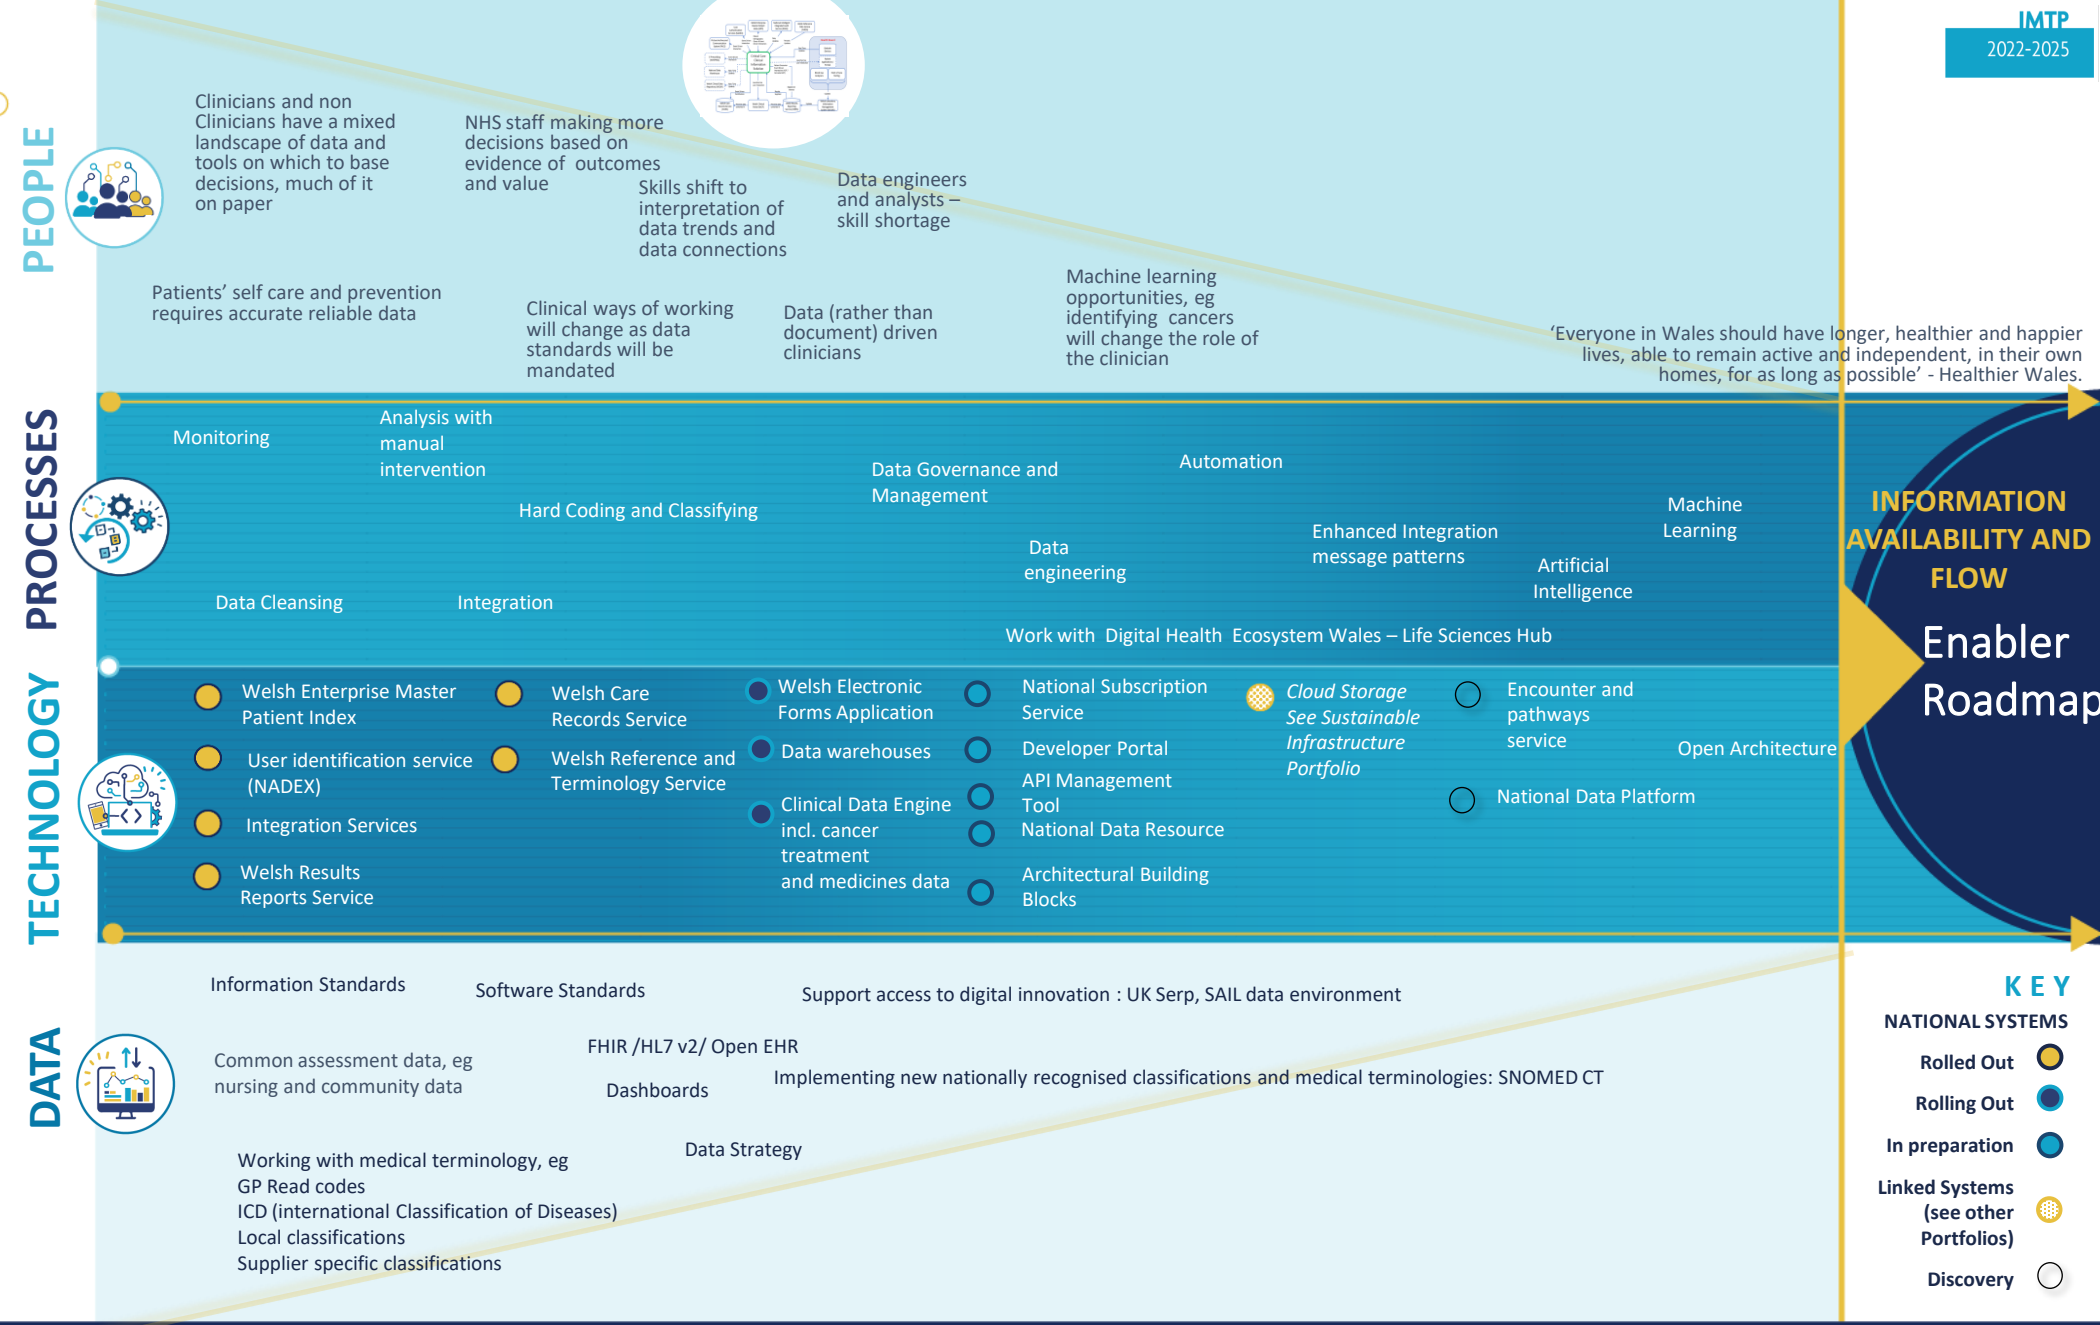 IMTP
2022-2025
PEOPLE
Clinicians and non
Clinicians have a mixed
landscape of data and
tools on which to base
decisions, much of it
on paper
NHS staff making more
decisions based on
evidence of outcomes
and value
Skills shift to
interpretation of
data trends and
data connections
Data engineers
and analysts –
skill shortage
Patients’ self care and prevention
requires accurate reliable data
Clinical ways of working
will change as data
standards will be
mandated
Data (rather than
document) driven
clinicians
Machine learning
opportunities, eg
identifying cancers
will change the role of
the clinician
‘Everyone in Wales should have longer, healthier and happier
lives, able to remain active and independent, in their own
homes, for as long as possible’ - Healthier Wales.
PROCESSES
Monitoring
Analysis with
manual
intervention
Hard Coding and Classifying
Data Cleansing
Integration
Data Governance and
Management
Data
engineering
Automation
Enhanced Integration
message patterns
Artificial
Intelligence
Machine
Learning
Work with Digital Health Ecosystem Wales – Life Sciences Hub
INFORMATION
AVAILABILITY AND
FLOW
Enabler
Roadmap
TECHNOLOGY
Welsh Enterprise Master
Patient Index
User identification service
(NADEX)
Integration Services
Welsh Results
Reports Service
Welsh Care
Records Service
Welsh Reference and
Terminology Service
Welsh Electronic
Forms Application
Data warehouses
Clinical Data Engine
incl. cancer
treatment
and medicines data
National Subscription
Service
Developer Portal
API Management
Tool
National Data Resource
Architectural Building
Blocks
Cloud Storage
See Sustainable
Infrastructure
Portfolio
Encounter and
pathways
service
National Data Platform
Open Architecture
DATA
Information Standards
Software Standards
Support access to digital innovation : UK Serp, SAIL data environment
Common assessment data, eg
nursing and community data
FHIR /HL7 v2/ Open EHR
Dashboards
Implementing new nationally recognised classifications and medical terminologies: SNOMED CT
Data Strategy
Working with medical terminology, eg
GP Read codes
ICD (international Classification of Diseases)
Local classifications
Supplier specific classifications
KEY
NATIONAL SYSTEMS
Rolled Out
Rolling Out
In preparation
Linked Systems
(see other
Portfolios)
Discovery